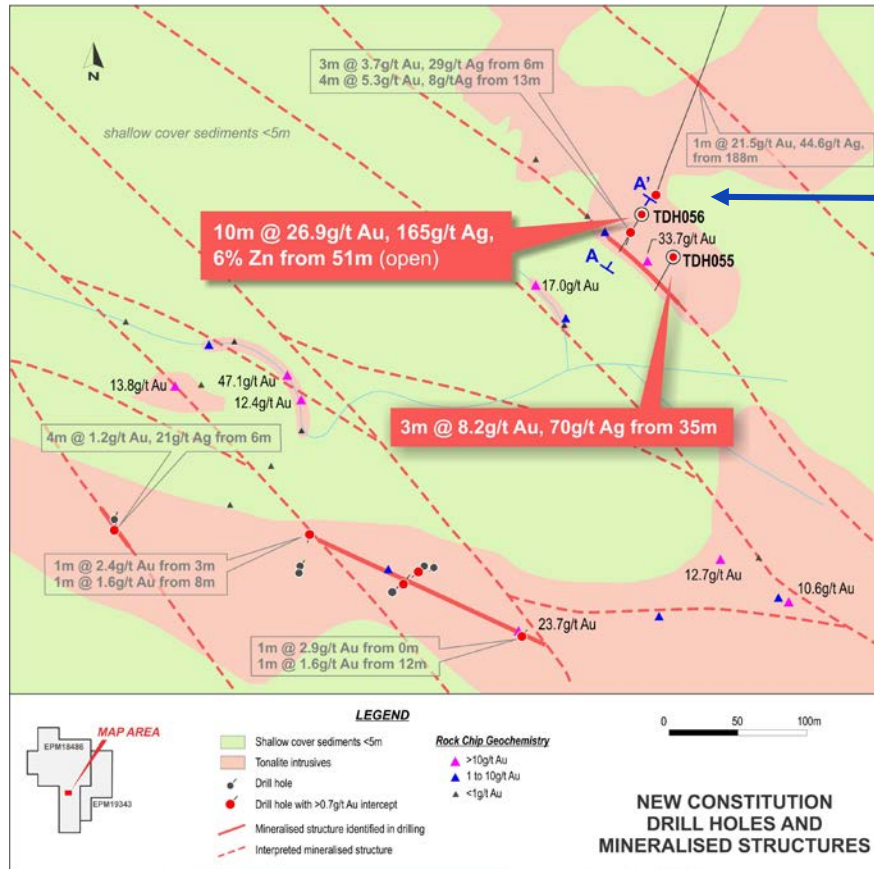 N
3m @ 3.7g/t Au, 29g/t Ag from 6m
4m @ 5.3g/t Au, 8g/tAg from 13m
shallow cover sediments <5m
1m @ 21.5g/t Au, 44.6g/t Ag,
from 188m
A'
TDH056
10m @ 26.9g/t Au, 165g/t Ag,
6% Zn from 51m (open)
33.7g/t Au
A
TDH055
17.0g/t Au
13.8g/t Au
47.1g/t Au
12.4g/t Au
3m @ 8.2g/t Au, 70g/t Ag from 35m
4m @ 1.2g/t Au, 21g/t Ag from 6m
1m @ 2.4g/t Au from 3m
1m @ 1.6g/t Au from 8m
12.7g/t Au
10.6g/t Au
23.7g/t Au
1m @ 2.9g/t Au from 0m
1m @ 1.6g/t Au from 12m
LEGEND
MAP AREA
EPM18486
EPM19343
Shallow cover sediments <5m
Tonalite intrusives
Drill hole
Drill hole with >0.7g/t Au intercept
Mineralised structure identified in drilling
Interpreted mineralised structure
Rock Chip Geochemistry
>10g/t Au
1 to 10g/t Au
<1g/t Au
0 50 100m
NEW CONSTITUTION
DRILL HOLES AND
MINERALISED STRUCTURES